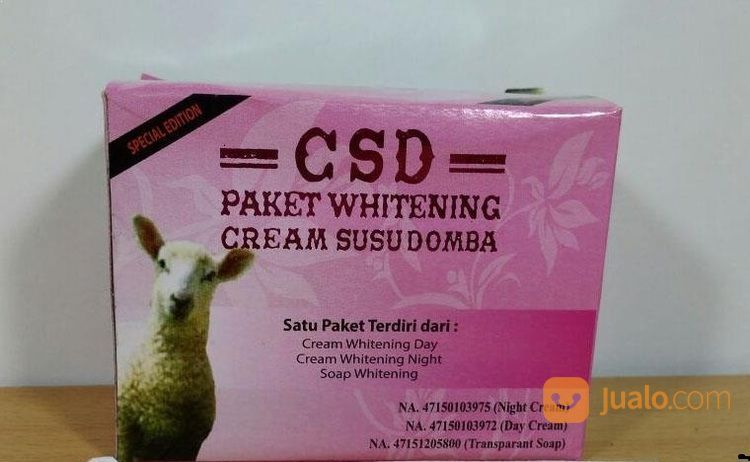 SPECIAL EDITION
CSD
PAKET WHITENING
CREAM SUSU DOMBA
Satu Paket Terdiri dari :
Cream Whitening Day
Cream Whitening Night
Soap Whitening
NA. 47150103975 (Night Cream)
NA. 47150103972 (Day Cream)
NA. 47151205800 (Transparant Soap)
jualo.com